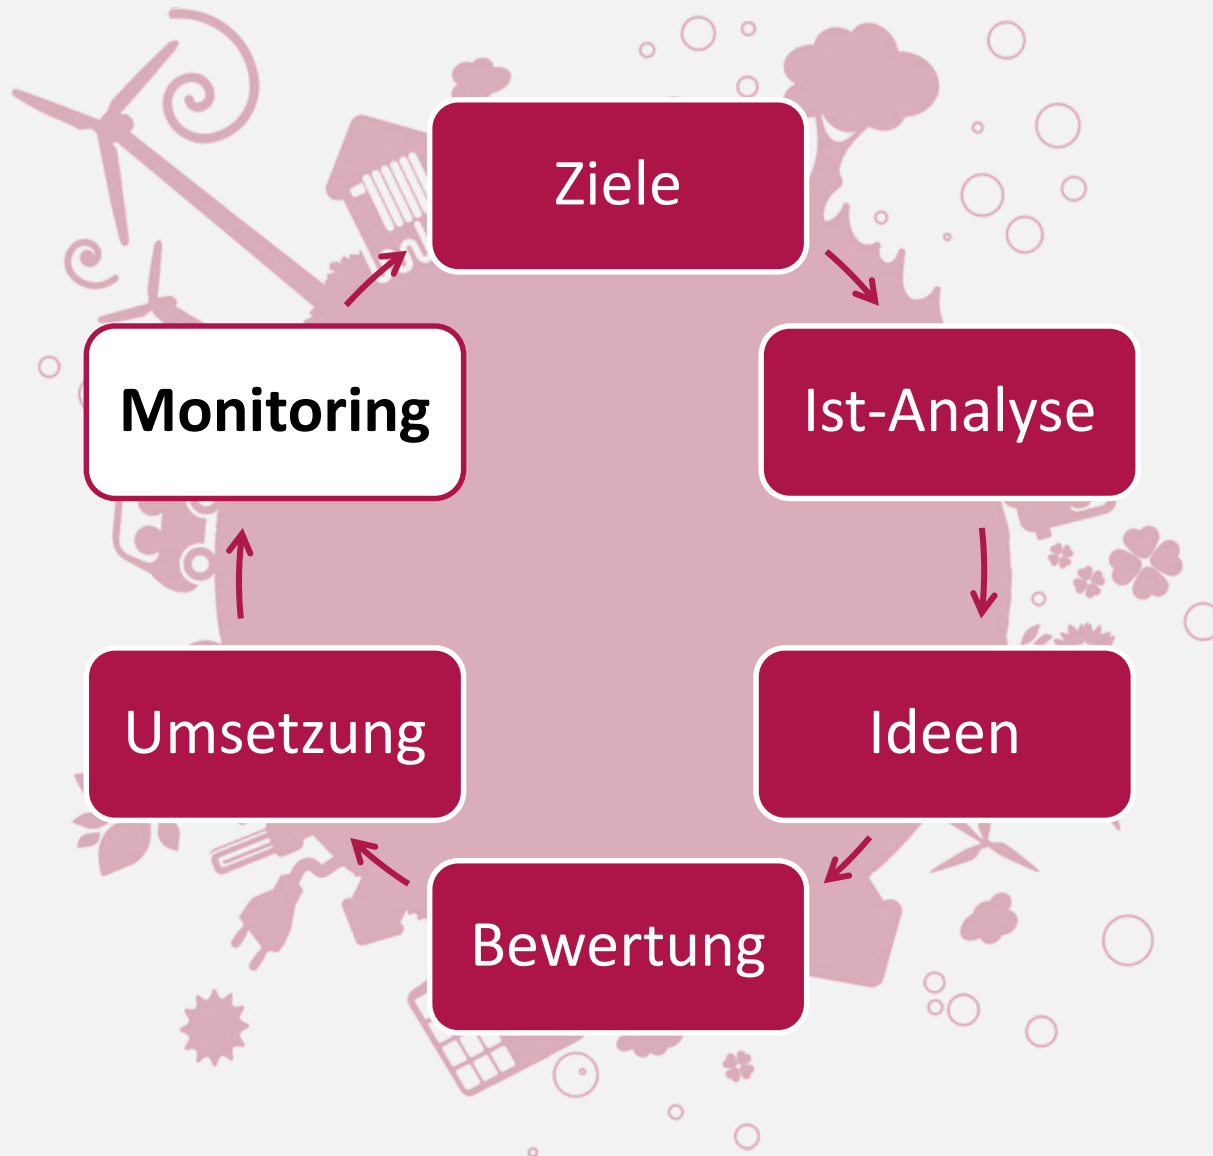 Ziele
Ist-Analyse
Ideen
Bewertung
Umsetzung
Monitoring